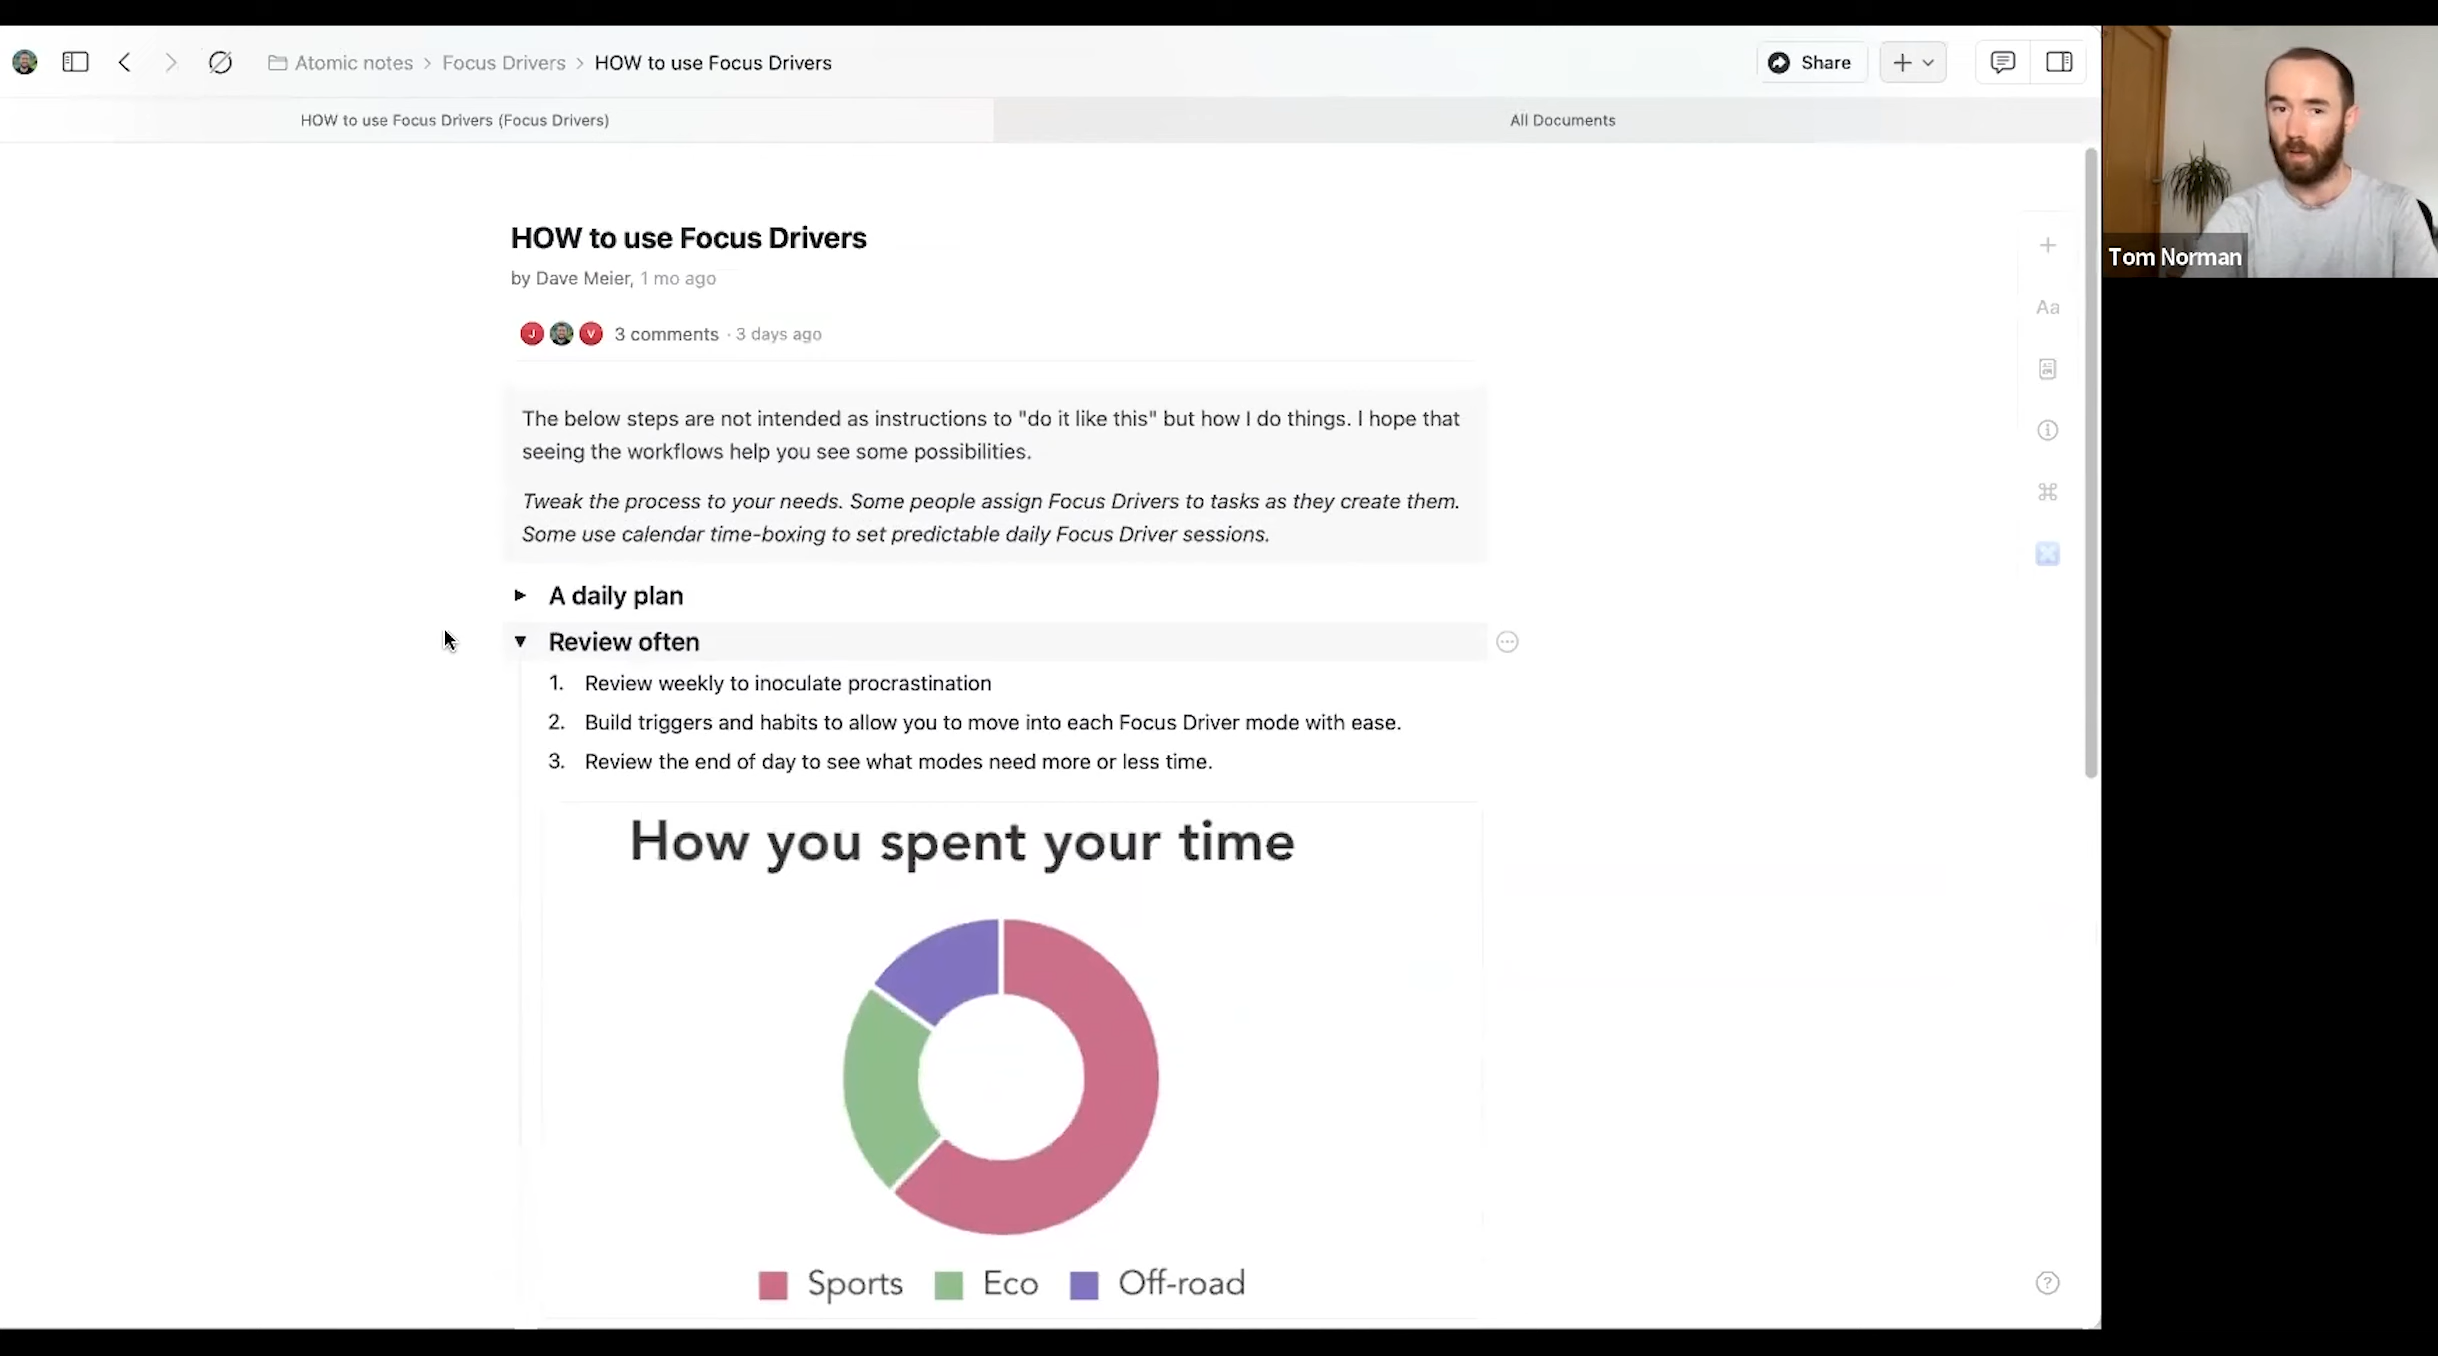 Atomic notes > Focus Drivers > HOW to use Focus Drivers
Share
HOW to use Focus Drivers (Focus Drivers)
All Documents
Tom Norman
HOW to use Focus Drivers
by Dave Meier, 1 mo ago
J V 3 comments · 3 days ago
Aa
The below steps are not intended as instructions to "do it like this" but how I do things. I hope that
seeing the workflows help you see some possibilities.
Tweak the process to your needs. Some people assign Focus Drivers to tasks as they create them.
Some use calendar time-boxing to set predictable daily Focus Driver sessions.
A daily plan
Review often
1. Review weekly to inoculate procrastination
2. Build triggers and habits to allow you to move into each Focus Driver mode with ease.
3. Review the end of day to see what modes need more or less time.
How you spent your time
Sports Eco Off-road